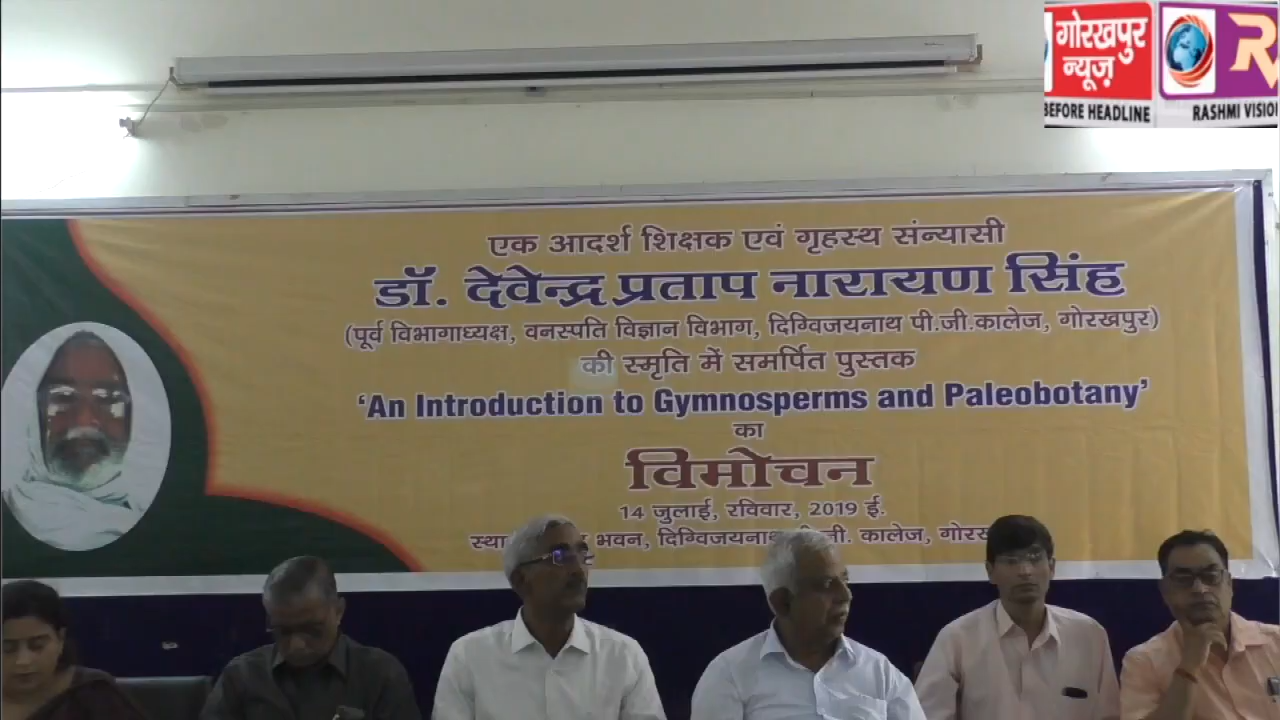 गोरखपुर
न्यूज़
BEFORE HEADLINE
R
RASHMI VISIO
एक आदर्श शिक्षक एवं गृहस्थ संन्यासी
डॉ. देवेन्द्र प्रताप नारायण सिंह
(पूर्व विभागाध्यक्ष, वनस्पति विज्ञान विभाग, दिग्विजयनाथ पी.जी.कालेज, गोरखपुर)
की स्मृति में समर्पित पुस्तक
‘An Introduction to Gymnosperms and Paleobotany’
का
विमोचन
14 जुलाई, रविवार, 2019 ई.
भवन, कालेज,